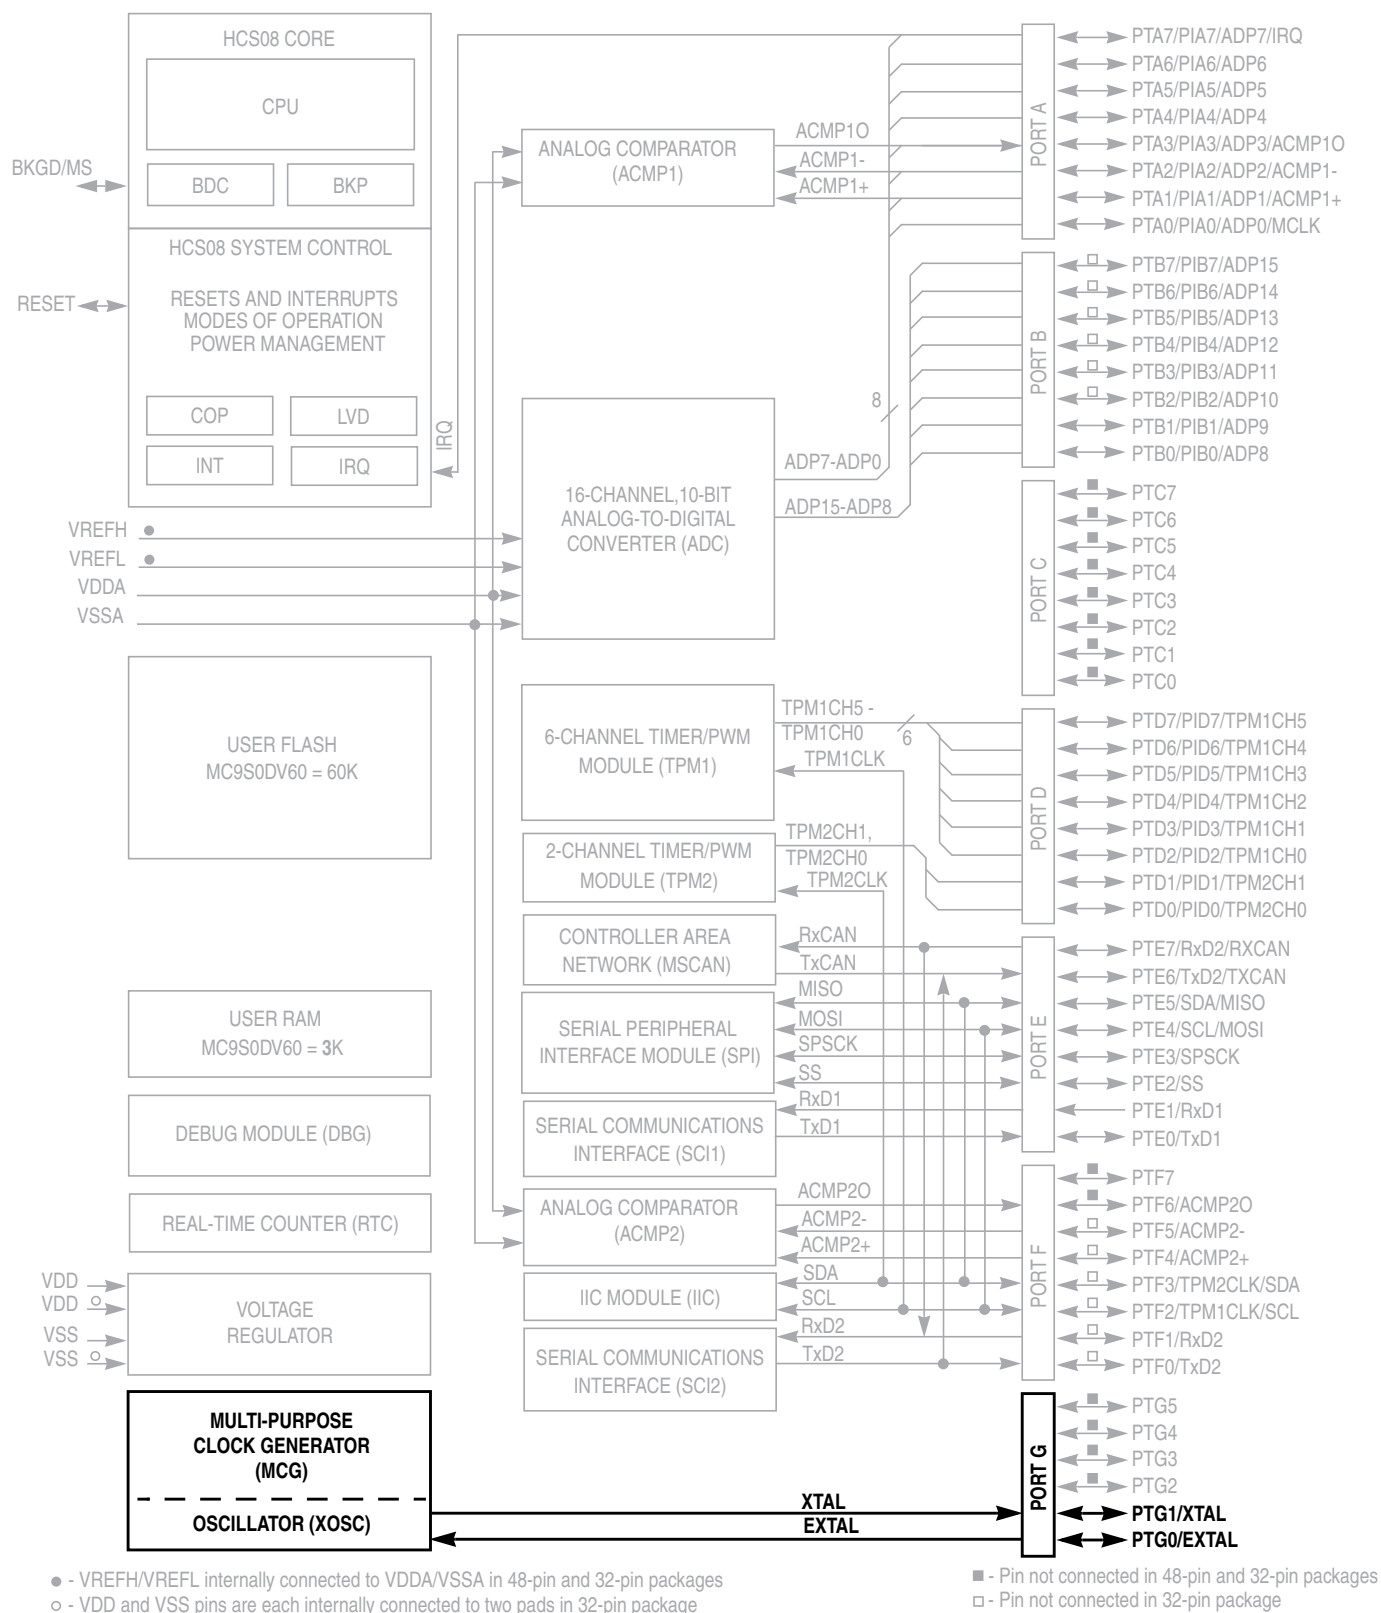 HCS08 CORE
CPU
BKGD/MS
BDC
BKP
HCS08 SYSTEM CONTROL
RESET
RESETS AND INTERRUPTS
MODES OF OPERATION
POWER MANAGEMENT
COP
LVD
INT
IRQ
IRQ
VREFH
VREFL
VDDA
VSSA
USER FLASH
MC9S0DV60 = 60K
USER RAM
MC9S0DV60 = 3K
DEBUG MODULE (DBG)
REAL-TIME COUNTER (RTC)
VDD
VDD
VSS
VSS
VOLTAGE
REGULATOR
MULTI-PURPOSE
CLOCK GENERATOR
(MCG)
OSCILLATOR (XOSC)
ANALOG COMPARATOR
(ACMP1)
ACMP1O
ACMP1-
ACMP1+
16-CHANNEL,10-BIT
ANALOG-TO-DIGITAL
CONVERTER (ADC)
8
ADP7-ADP0
ADP15-ADP8
6-CHANNEL TIMER/PWM
MODULE (TPM1)
TPM1CH5 -
TPM1CH0
6
TPM1CLK
2-CHANNEL TIMER/PWM
MODULE (TPM2)
TPM2CH1,
TPM2CH0
TPM2CLK
CONTROLLER AREA
NETWORK (MSCAN)
RxCAN
TxCAN
SERIAL PERIPHERAL
INTERFACE MODULE (SPI)
MISO
MOSI
SPSCK
SS
SERIAL COMMUNICATIONS
INTERFACE (SCI1)
RxD1
TxD1
ANALOG COMPARATOR
(ACMP2)
ACMP2O
ACMP2-
ACMP2+
IIC MODULE (IIC)
SDA
SCL
SERIAL COMMUNICATIONS
INTERFACE (SCI2)
RxD2
TxD2
XTAL
EXTAL
PORT A
PTA7/PIA7/ADP7/IRQ
PTA6/PIA6/ADP6
PTA5/PIA5/ADP5
PTA4/PIA4/ADP4
PTA3/PIA3/ADP3/ACMP1O
PTA2/PIA2/ADP2/ACMP1-
PTA1/PIA1/ADP1/ACMP1+
PTA0/PIA0/ADP0/MCLK
PORT B
PTB7/PIB7/ADP15
PTB6/PIB6/ADP14
PTB5/PIB5/ADP13
PTB4/PIB4/ADP12
PTB3/PIB3/ADP11
PTB2/PIB2/ADP10
PTB1/PIB1/ADP9
PTB0/PIB0/ADP8
PORT C
PTC7
PTC6
PTC5
PTC4
PTC3
PTC2
PTC1
PTC0
PORT D
PTD7/PID7/TPM1CH5
PTD6/PID6/TPM1CH4
PTD5/PID5/TPM1CH3
PTD4/PID4/TPM1CH2
PTD3/PID3/TPM1CH1
PTD2/PID2/TPM1CH0
PTD1/PID1/TPM2CH1
PTD0/PID0/TPM2CH0
PORT E
PTE7/RxD2/RXCAN
PTE6/TxD2/TXCAN
PTE5/SDA/MISO
PTE4/SCL/MOSI
PTE3/SPSCK
PTE2/SS
PTE1/RxD1
PTE0/TxD1
PORT F
PTF7
PTF6/ACMP2O
PTF5/ACMP2-
PTF4/ACMP2+
PTF3/TPM2CLK/SDA
PTF2/TPM1CLK/SCL
PTF1/RxD2
PTF0/TxD2
PORT G
PTG5
PTG4
PTG3
PTG2
PTG1/XTAL
PTG0/EXTAL
● - VREFH/VREFL internally connected to VDDA/VSSA in 48-pin and 32-pin packages
○ - VDD and VSS pins are each internally connected to two pads in 32-pin package
■ - Pin not connected in 48-pin and 32-pin packages
□ - Pin not connected in 32-pin package